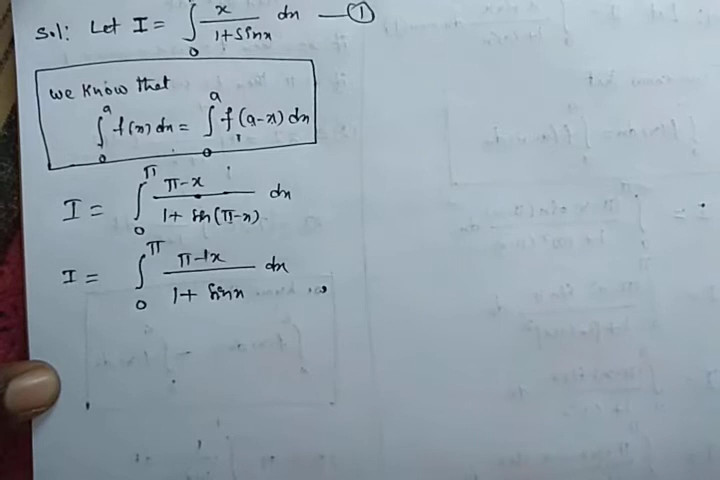 Sol: Let I = ∫₀ x/(1+sinx) dx —①
we know that
∫₀ᵃ f(x) dx = ∫₀ᵃ f(a-x) dx
I = ∫₀^π (π-x)/(1+ sin(π-x)) dx
I = ∫₀^π (π-x)/(1+ sinx) dx